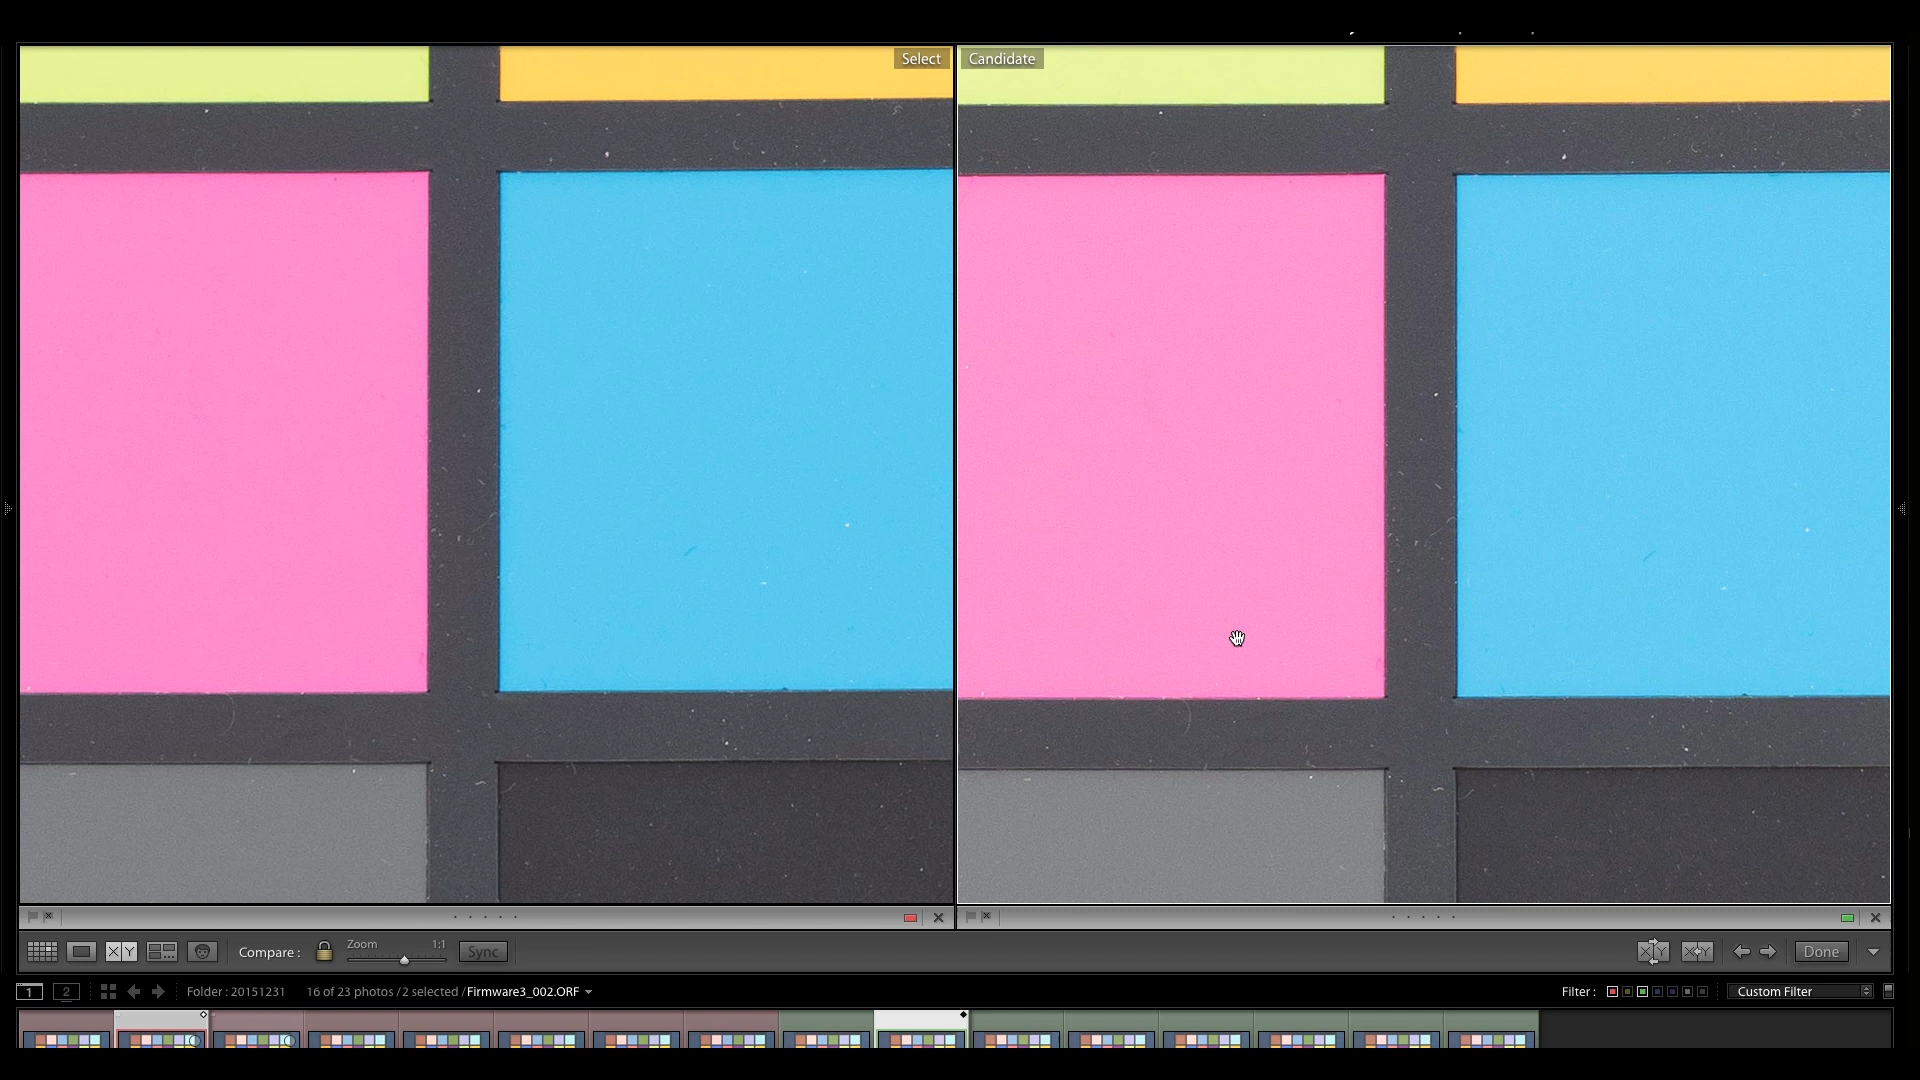 Select
Candidate
X Y
Compare :
Zoom 1:1
Sync
X Y
X Y
Done
1
2
Folder : 20151231
16 of 23 photos /2 selected /Firmware3_002.ORF
Filter :
Custom Filter